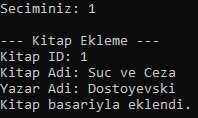 Seciminiz: 1
--- Kitap Ekleme ---
Kitap ID: 1
Kitap Adi: Suc ve Ceza
Yazar Adi: Dostoyevski
Kitap basariyla eklendi.